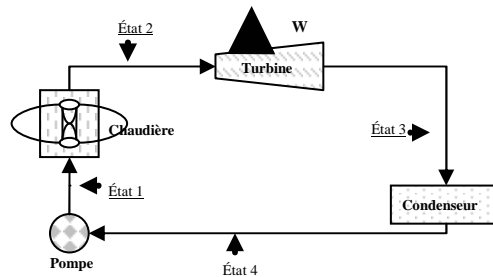 État 2
W
Turbine
Chaudière
État 3
État 1
Condenseur
Pompe
État 4